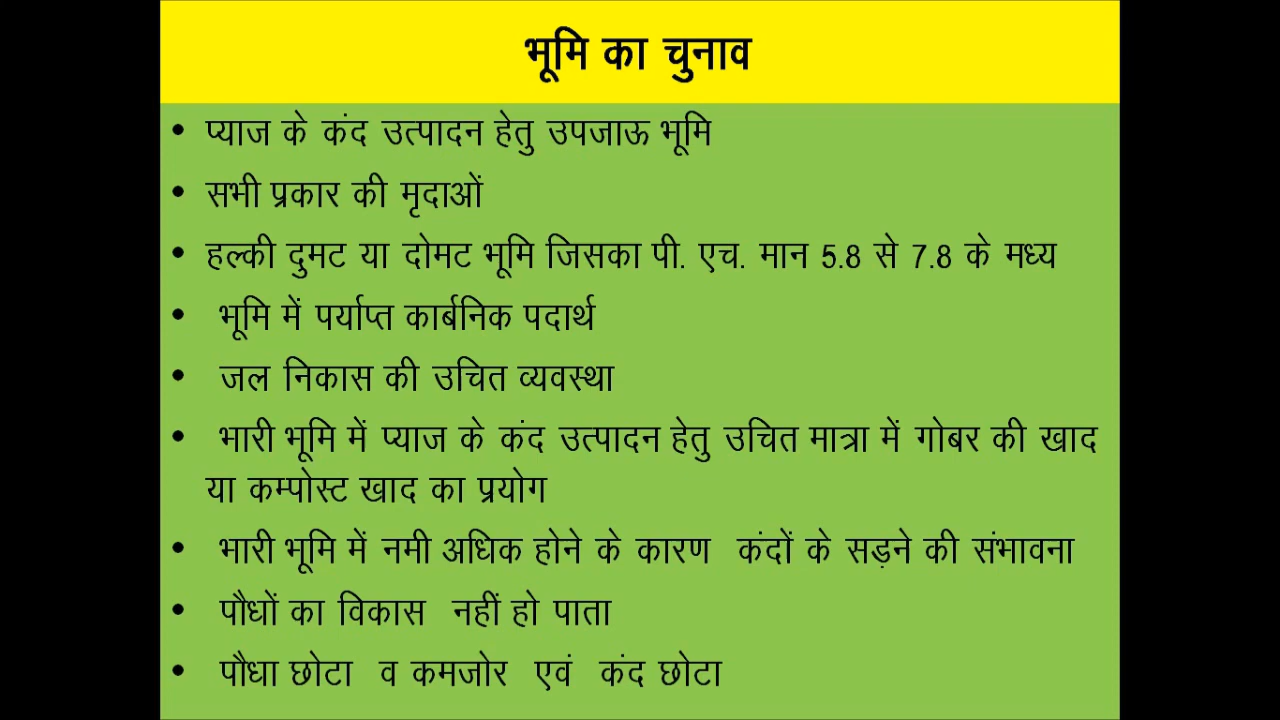 भूमि का चुनाव
• प्याज के कंद उत्पादन हेतु उपजाऊ भूमि
• सभी प्रकार की मृदाओं
• हल्की दुमट या दोमट भूमि जिसका पी. एच. मान 5.8 से 7.8 के मध्य
• भूमि में पर्याप्त कार्बनिक पदार्थ
• जल निकास की उचित व्यवस्था
• भारी भूमि में प्याज के कंद उत्पादन हेतु उचित मात्रा में गोबर की खाद
या कम्पोस्ट खाद का प्रयोग
• भारी भूमि में नमी अधिक होने के कारण कंदों के सड़ने की संभावना
• पौधों का विकास नहीं हो पाता
• पौधा छोटा व कमजोर एवं कंद छोटा